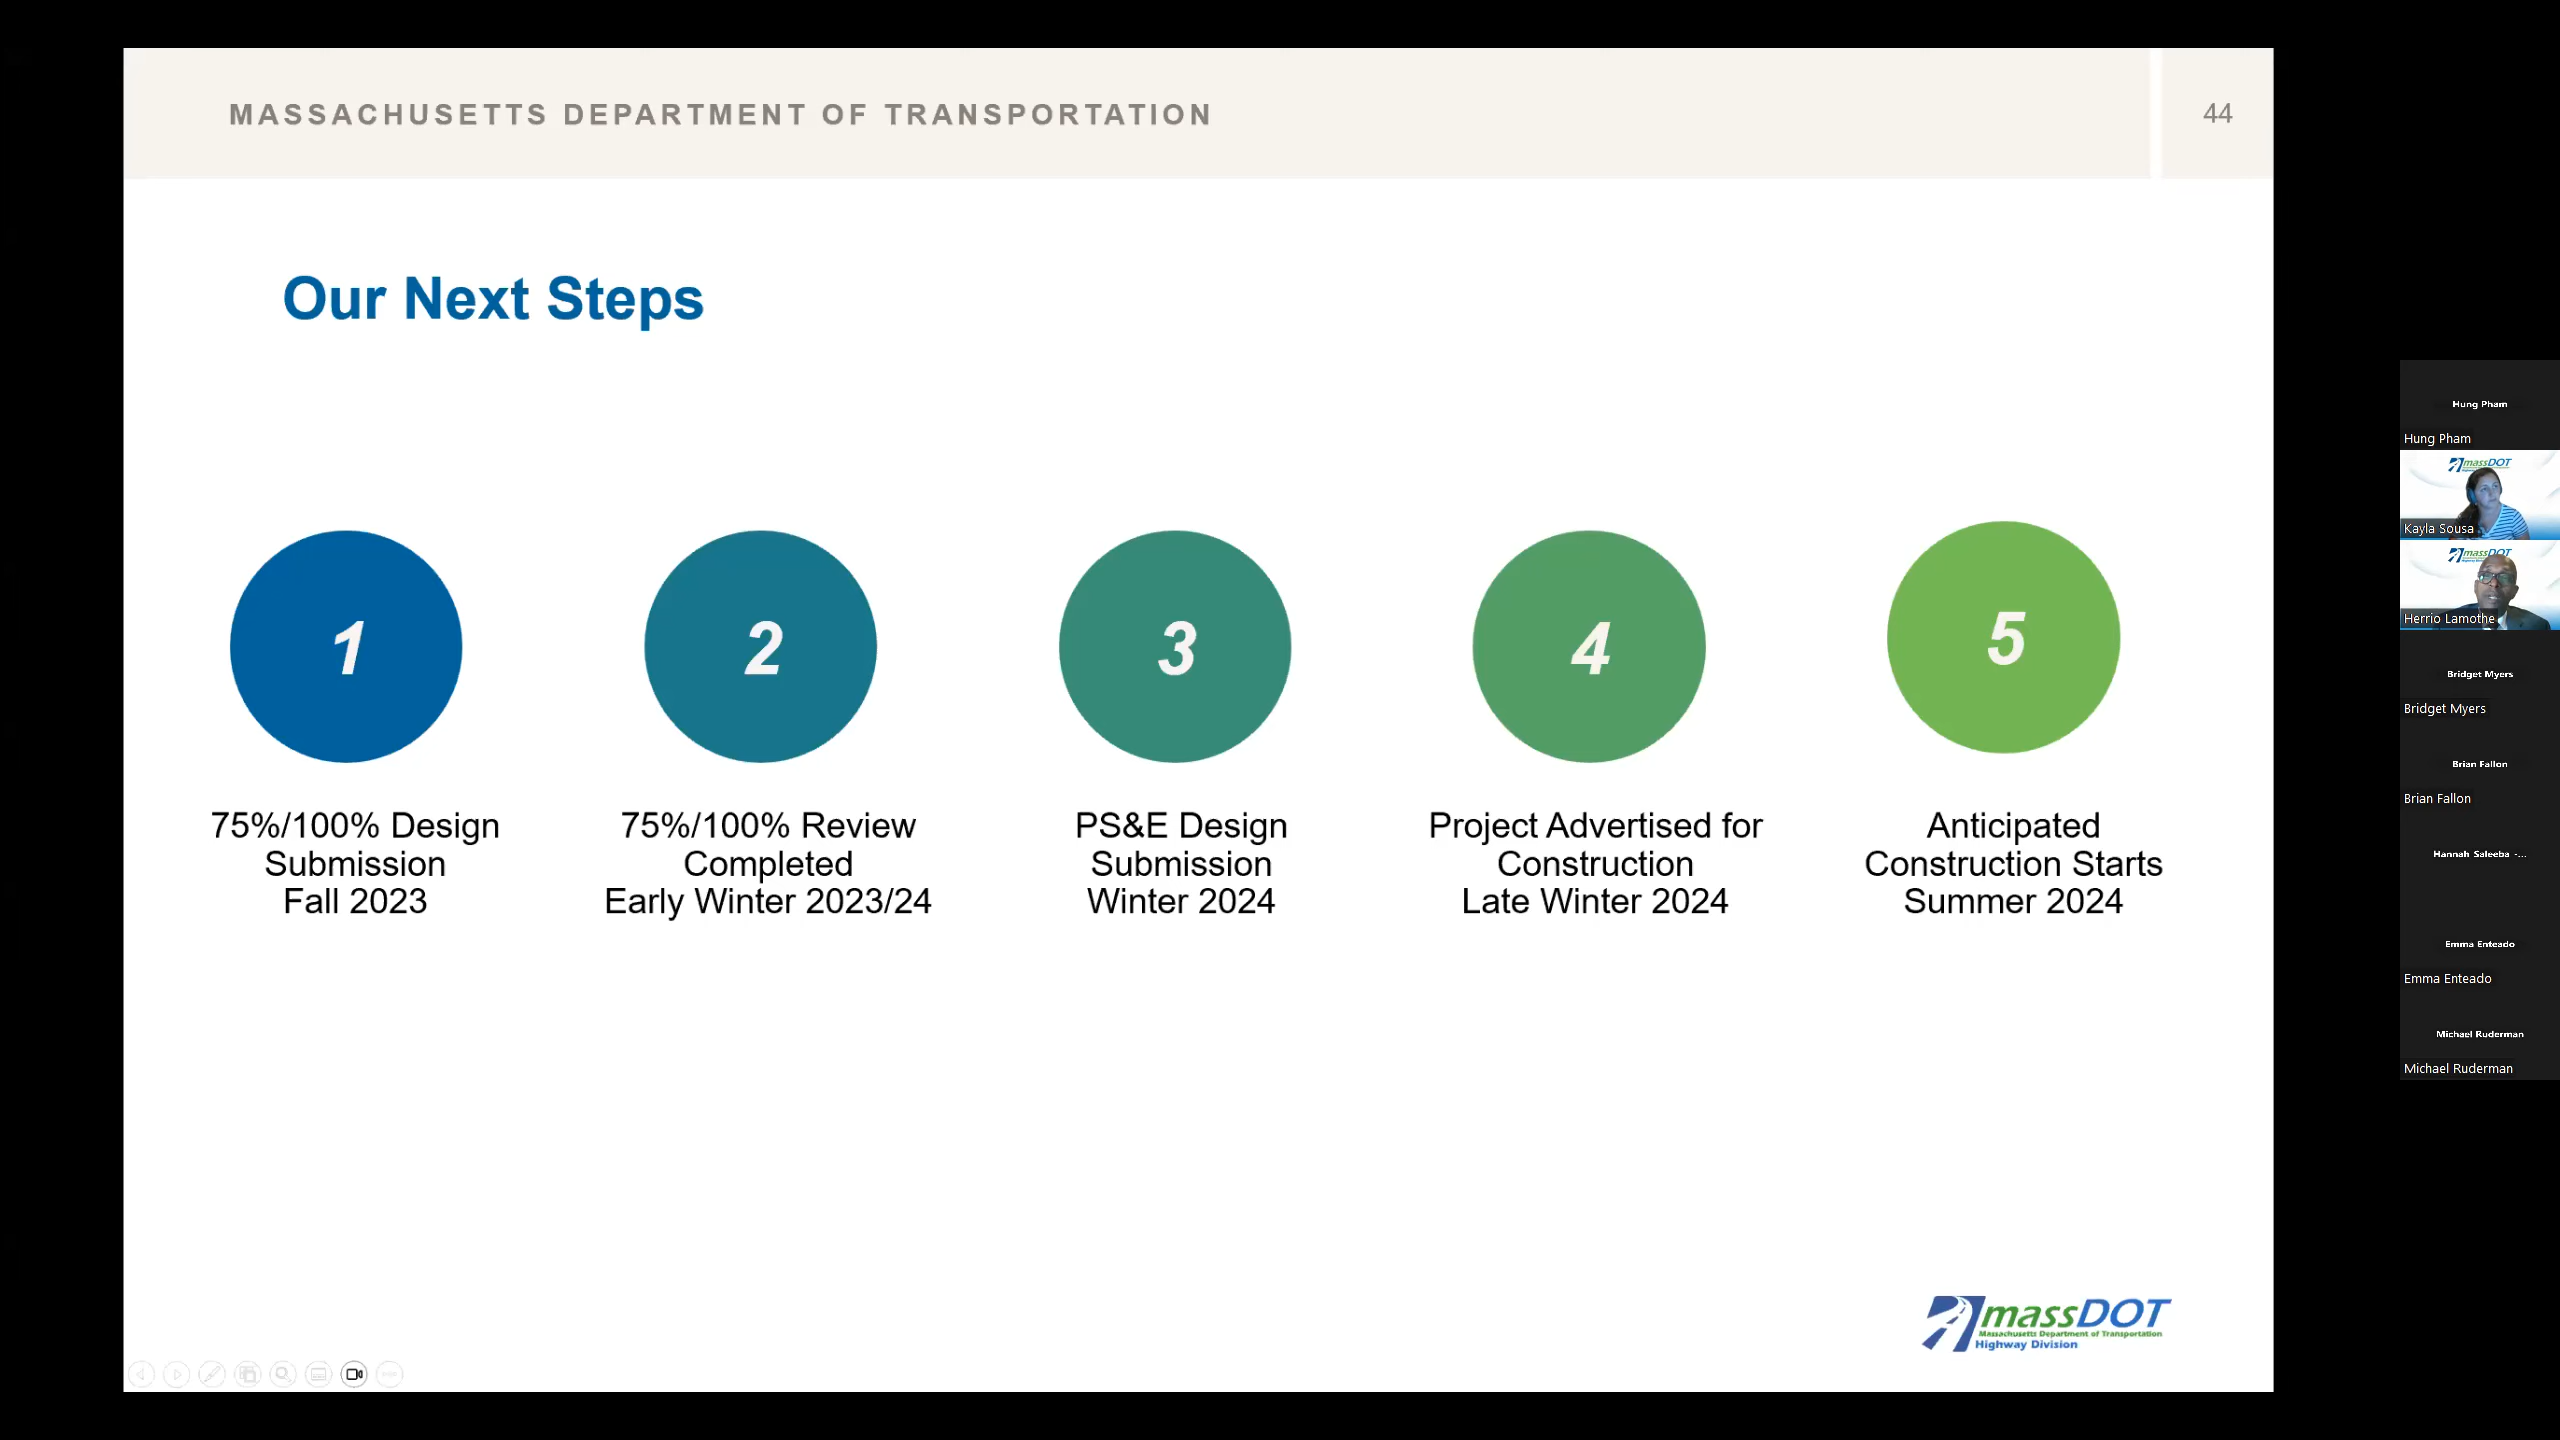 MASSACHUSETTS DEPARTMENT OF TRANSPORTATION
44
Our Next Steps
1
2
3
4
5
75%/100% Design
Submission
Fall 2023
75%/100% Review
Completed
Early Winter 2023/24
PS&E Design
Submission
Winter 2024
Project Advertised for
Construction
Late Winter 2024
Anticipated
Construction Starts
Summer 2024
massDOT
Massachusetts Department of Transportation
Highway Division
Hung Pham
Hung Pham
massDOT
Kayla Sousa
massDOT
Herrio Lamothe
Bridget Myers
Bridget Myers
Brian Fallon
Brian Fallon
Hannah Saleeba -...
Emma Enteado
Emma Enteado
Michael Ruderman
Michael Ruderman